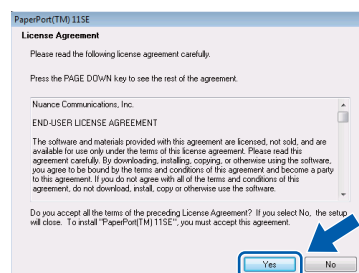 PaperPort(TM) 11SE
License Agreement
Please read the following license agreement carefully.
Press the PAGE DOWN key to see the rest of the agreement.
Nuance Communications, Inc.
END-USER LICENSE AGREEMENT
The software and materials provided with this agreement are licensed, not sold, and are
available for use only under the terms of this license agreement. Please read this
agreement carefully. By downloading, installing, copying, or otherwise using the software,
you agree to be bound by the terms and conditions of this agreement and become a party
to this agreement. If you do not agree with all of the terms and conditions of this
agreement, do not download, install, copy or otherwise use the software.
Do you accept all the terms of the preceding License Agreement? If you select No, the setup
will close. To install "PaperPort(TM) 11SE", you must accept this agreement.
Yes No